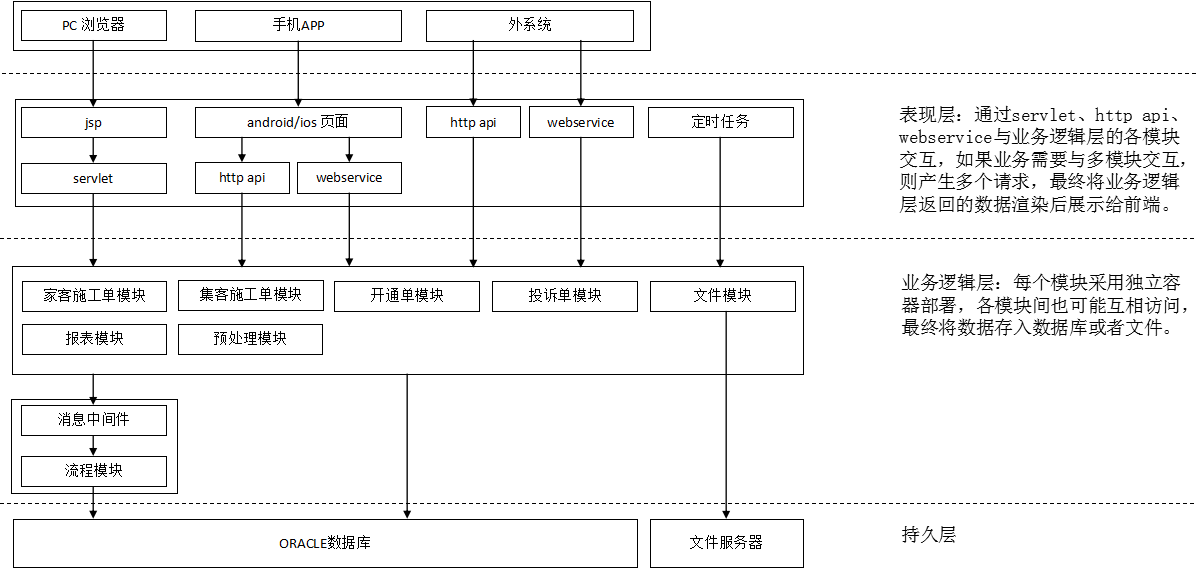 PC 浏览器
手机APP
外系统
jsp
android/ios 页面
http api
webservice
定时任务
servlet
http api
webservice
表现层：通过servlet、http api、
webservice与业务逻辑层的各模块
交互，如果业务需要与多模块交互，
则产生多个请求，最终将业务逻辑
层返回的数据渲染后展示给前端。
家客施工单模块
集客施工单模块
开通单模块
投诉单模块
文件模块
报表模块
预处理模块
业务逻辑层：每个模块采用独立容
器部署，各模块间也可能互相访问，
最终将数据存入数据库或者文件。
消息中间件
流程模块
ORACLE数据库
文件服务器
持久层